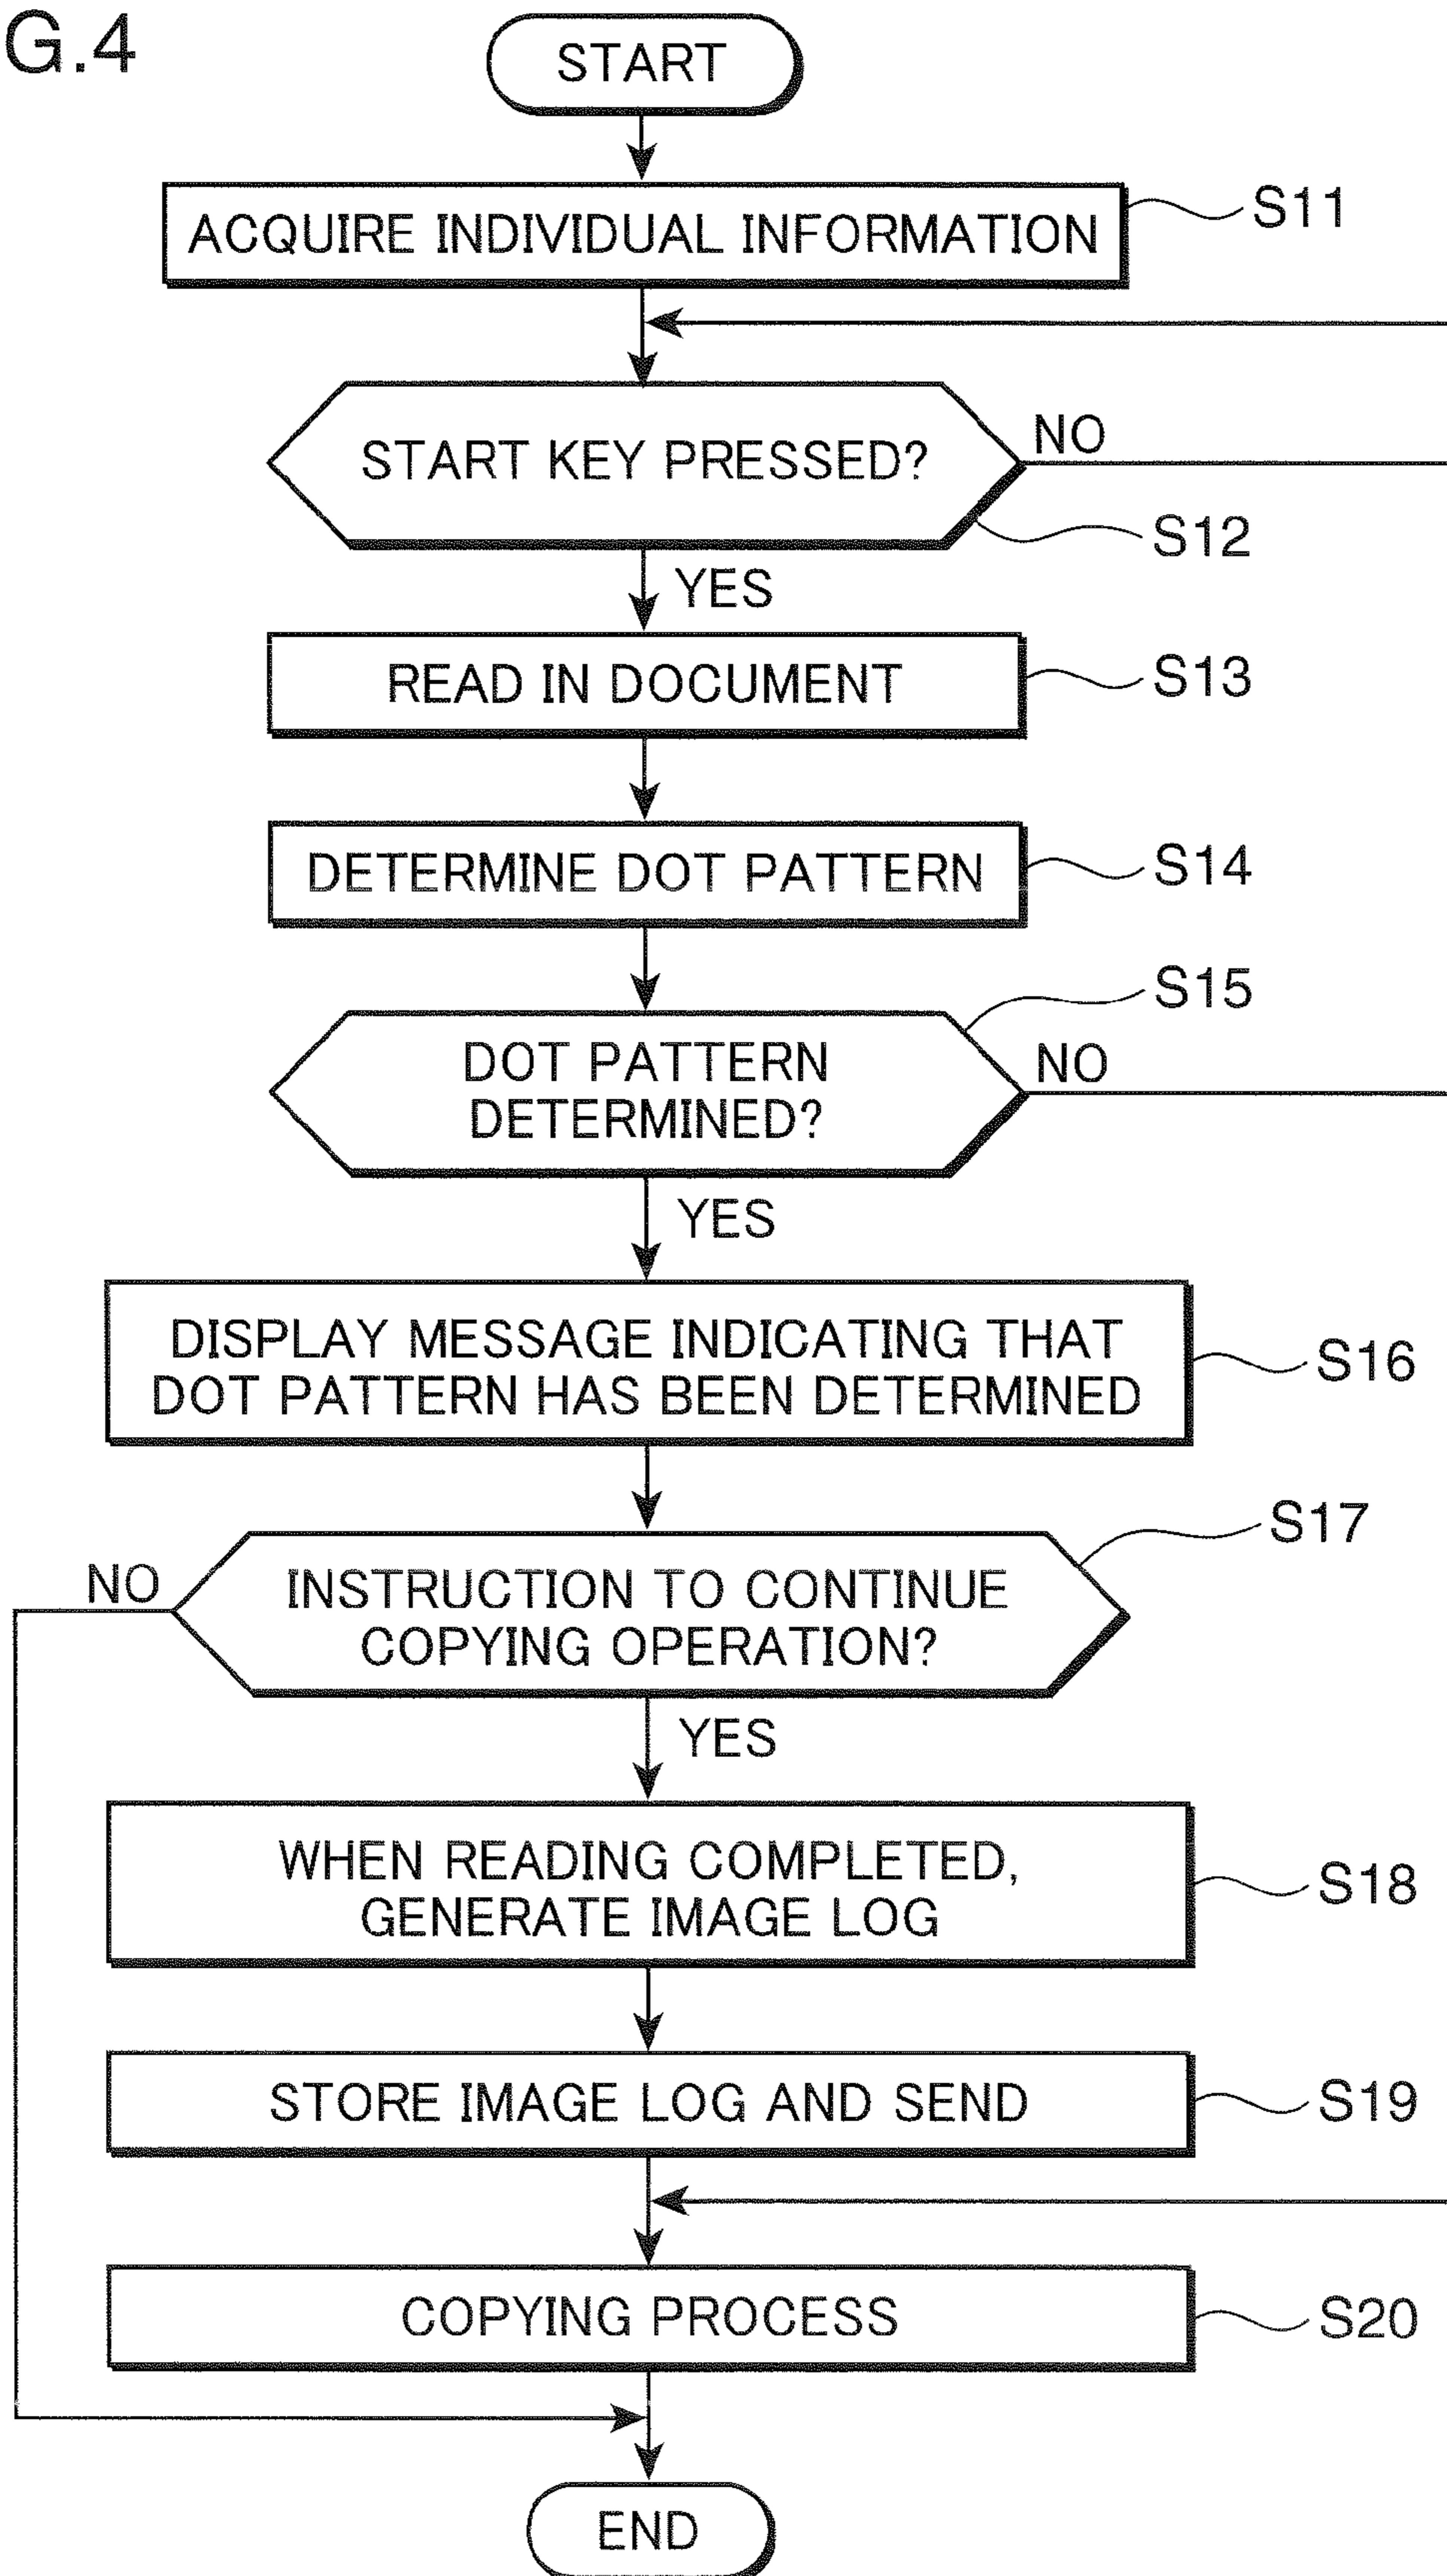 G.4
START
ACQUIRE INDIVIDUAL INFORMATION
S11
START KEY PRESSED?
NO
S12
YES
READ IN DOCUMENT
S13
DETERMINE DOT PATTERN
S14
S15
DOT PATTERN
DETERMINED?
NO
YES
DISPLAY MESSAGE INDICATING THAT
DOT PATTERN HAS BEEN DETERMINED
S16
S17
NO
INSTRUCTION TO CONTINUE
COPYING OPERATION?
YES
WHEN READING COMPLETED,
GENERATE IMAGE LOG
S18
STORE IMAGE LOG AND SEND
S19
COPYING PROCESS
S20
END